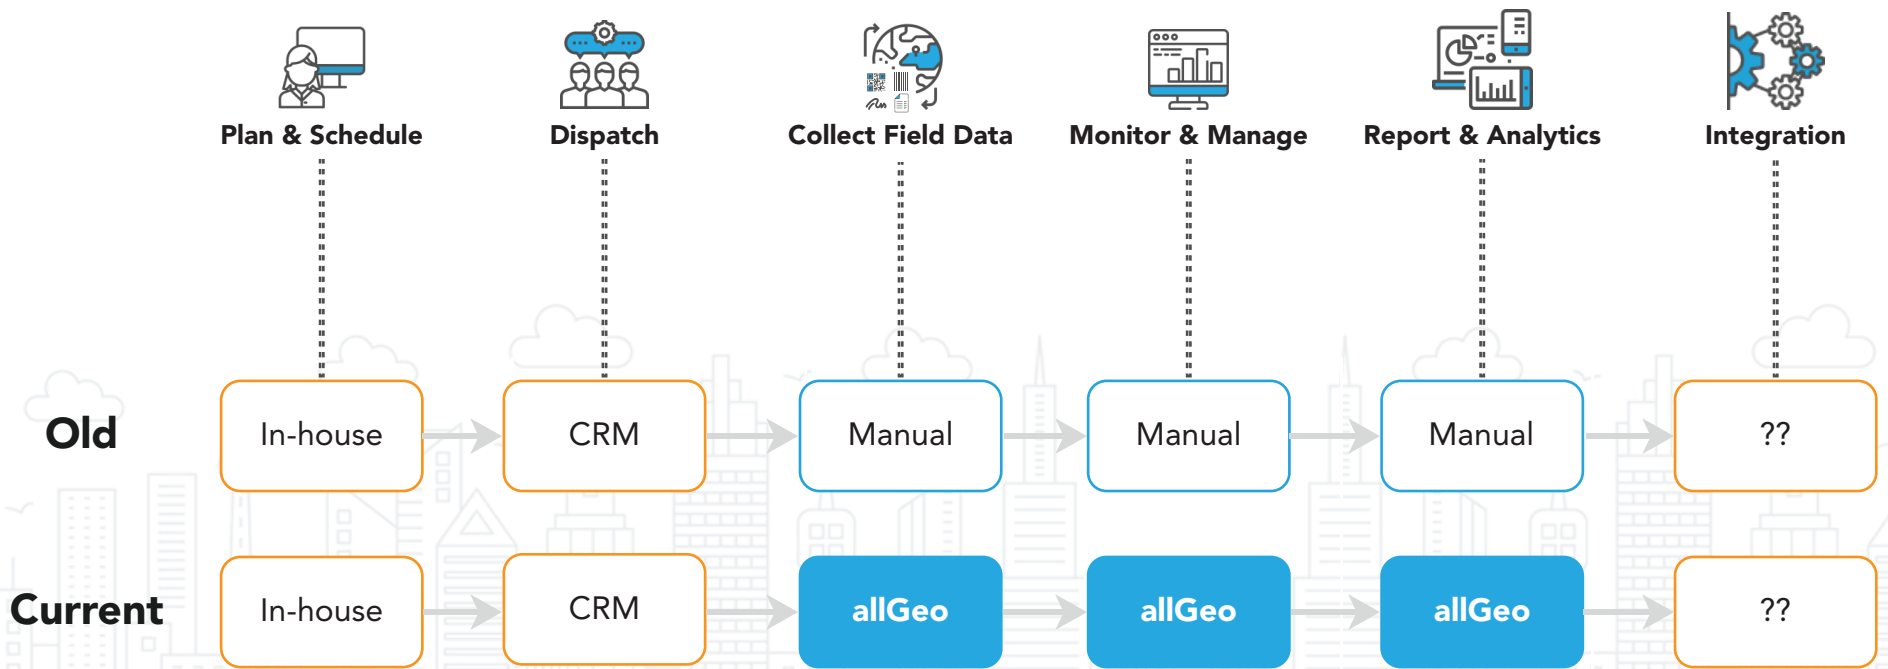 Plan & Schedule
Dispatch
Collect Field Data
Monitor & Manage
Report & Analytics
Integration
Old
In-house
CRM
Manual
Manual
Manual
??
Current
In-house
CRM
allGeo
allGeo
allGeo
??